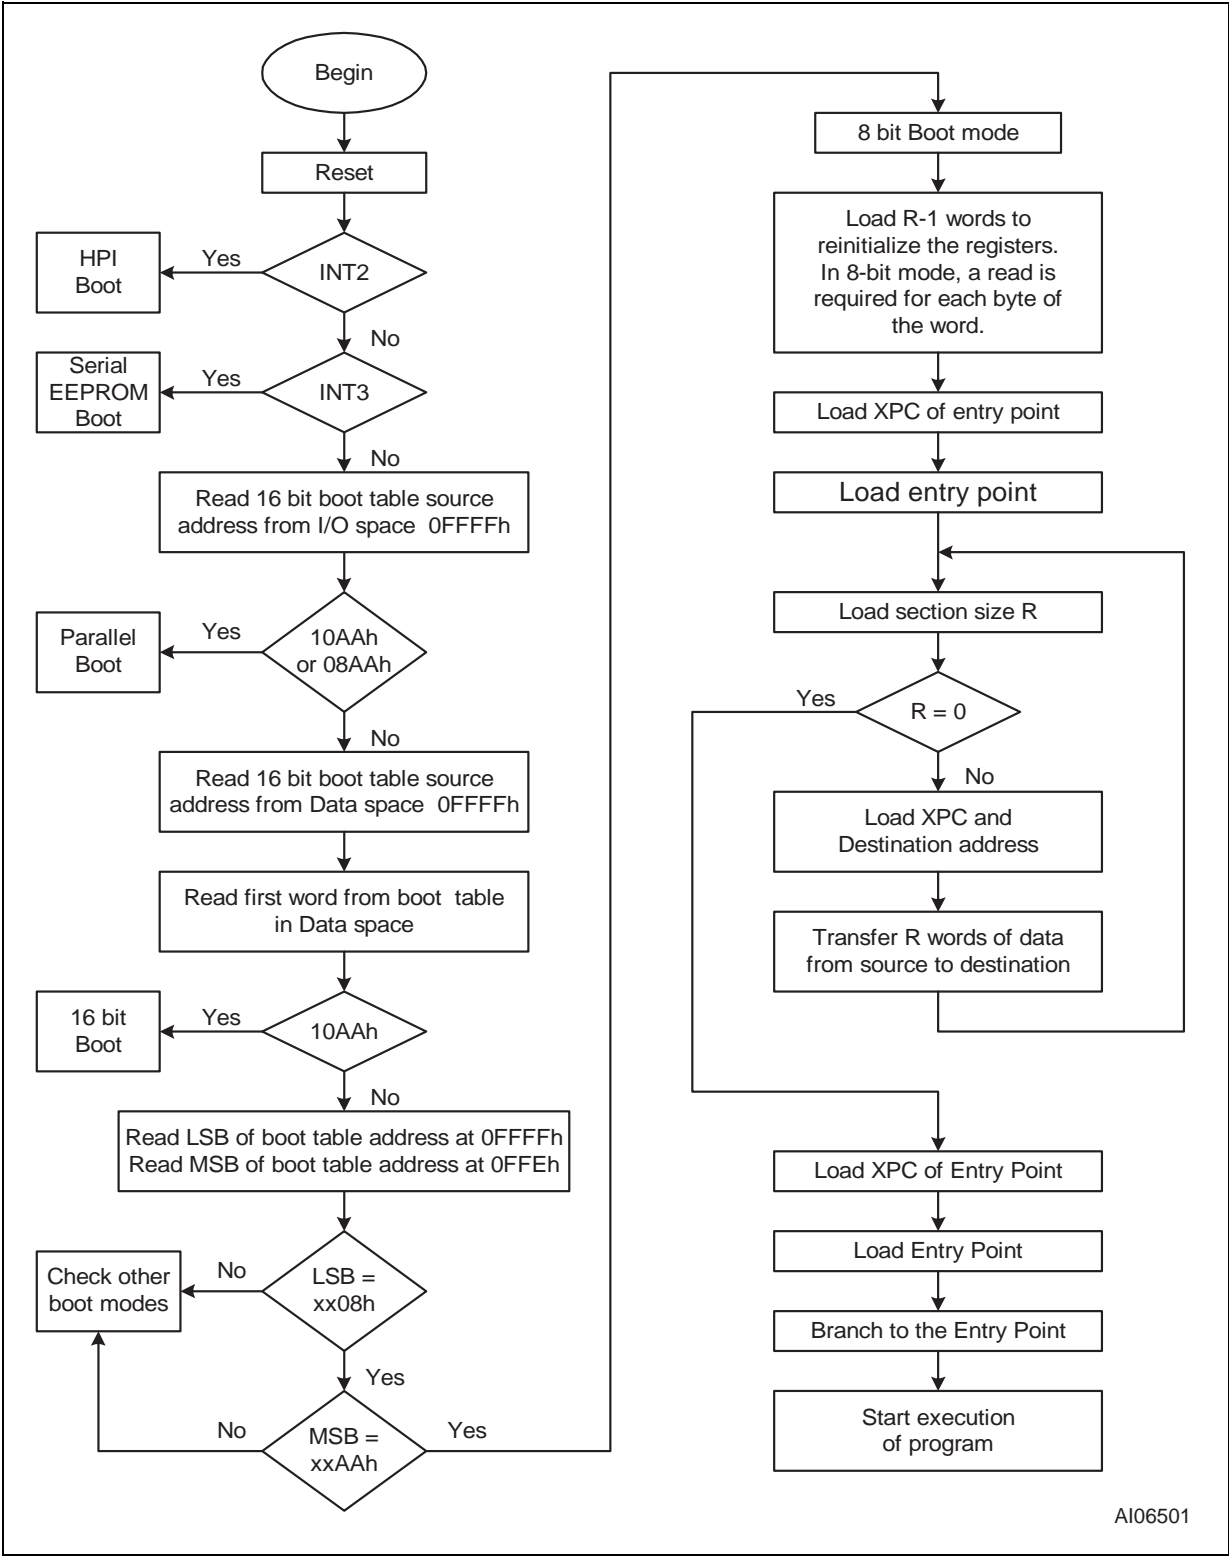 Begin
Reset
INT2
Yes
HPI
Boot
No
INT3
Yes
Serial
EEPROM
Boot
No
Read 16 bit boot table source
address from I/O space 0FFFFh
10AAh
or 08AAh
Yes
Parallel
Boot
No
Read 16 bit boot table source
address from Data space 0FFFFh
Read first word from boot table
in Data space
10AAh
Yes
16 bit
Boot
No
Read LSB of boot table address at 0FFFFh
Read MSB of boot table address at 0FFEh
LSB =
xx08h
No
Check other
boot modes
Yes
MSB =
xxAAh
No
Yes
8 bit Boot mode
Load R-1 words to
reinitialize the registers.
In 8-bit mode, a read is
required for each byte of
the word.
Load XPC of entry point
Load entry point
Load section size R
R = 0
Yes
No
Load XPC and
Destination address
Transfer R words of data
from source to destination
Load XPC of Entry Point
Load Entry Point
Branch to the Entry Point
Start execution
of program
AI06501